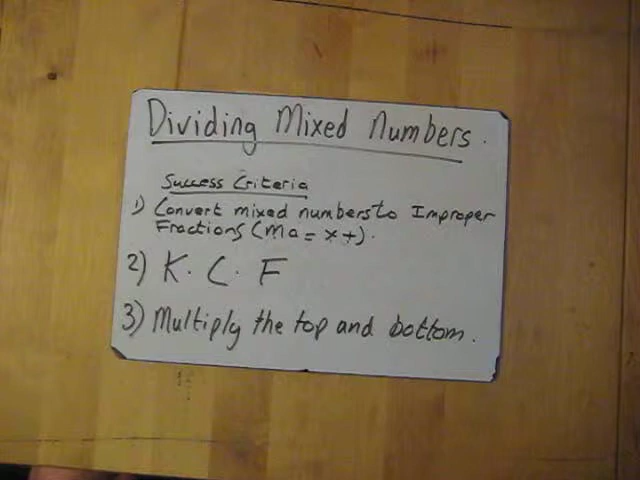 Dividing Mixed Numbers.
Success Criteria
1) Convert mixed numbers to Improper
Fractions (Ma = x +).
2) K. C. F
3) Multiply the top and bottom.